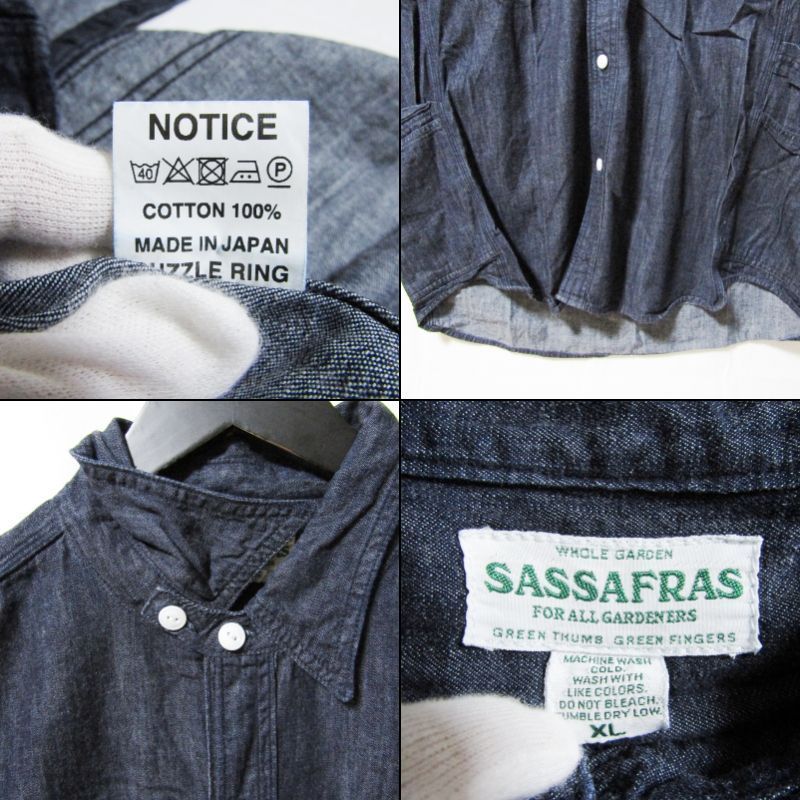 NOTICE
40 P
COTTON 100%
MADE IN JAPAN
RING
WHOLE GARDEN
SASSAFRAS
FOR ALL GARDENERS
GREEN THUMB GREEN FINGERS
MACHINE WASH
COLD.
WASH WITH
LIKE COLORS.
DO NOT BLEACH.
TUMBLE DRY LOW.
XL